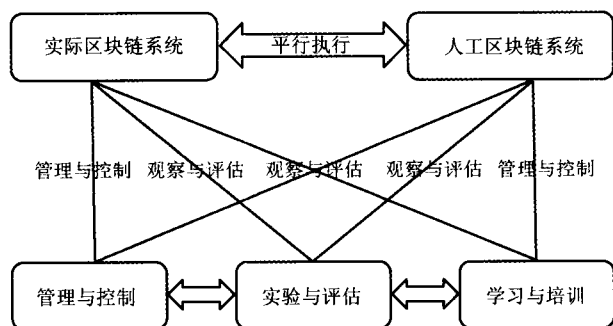 实际区块链系统 平行执行 人工区块链系统
管理与控制 观察与评估 观察与评估 观察与评估 管理与控制
管理与控制 实验与评估 学习与培训